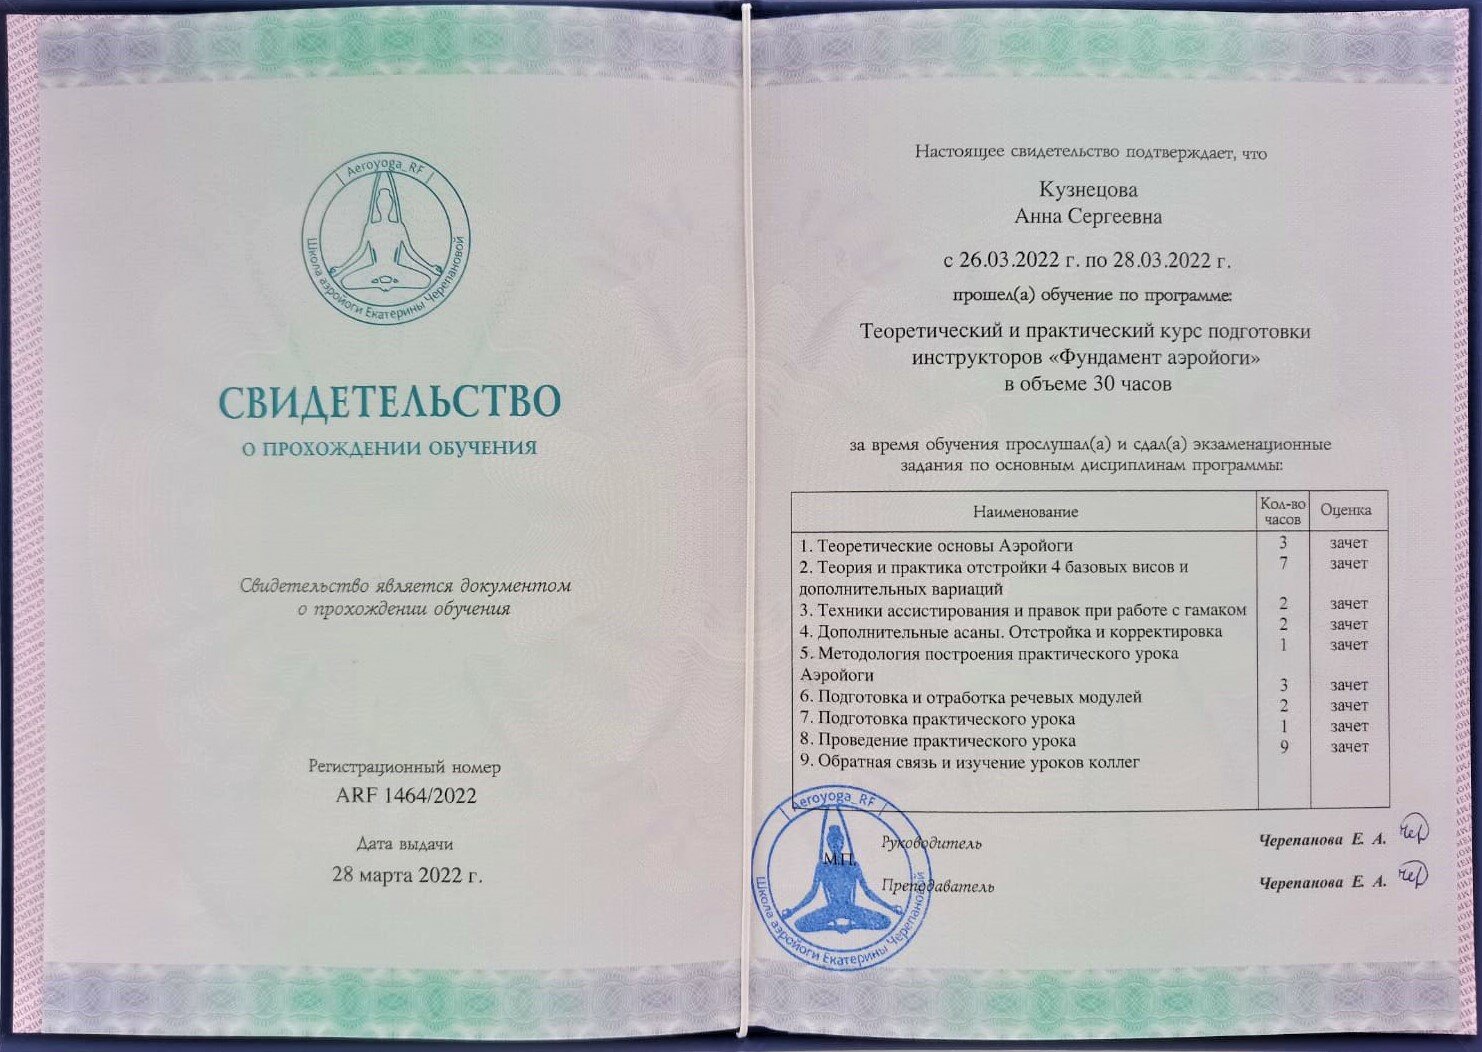 Aeroyoga_RF
Школа аэройоги Екатерины Черепановой
СВИДЕТЕЛЬСТВО
О ПРОХОЖДЕНИИ ОБУЧЕНИЯ
Свидетельство является документом
о прохождении обучения
Регистрационный номер
ARF 1464/2022
Дата выдачи
28 марта 2022 г.
Настоящее свидетельство подтверждает, что
Кузнецова
Анна Сергеевна
с 26.03.2022 г. по 28.03.2022 г.
прошел(а) обучение по программе:
Теоретический и практический курс подготовки
инструкторов «Фундамент аэройоги»
в объеме 30 часов
за время обучения прослушал(а) и сдал(а) экзаменационные
задания по основным дисциплинам программы:
Наименование Кол-во часов Оценка
1. Теоретические основы Аэройоги 3 зачет
2. Теория и практика отстройки 4 базовых висов и 7 зачет
дополнительных вариаций
3. Техники ассистирования и правок при работе с гамаком 2 зачет
4. Дополнительные асаны. Отстройка и корректировка 2 зачет
5. Методология построения практического урока 1 зачет
Аэройоги
6. Подготовка и отработка речевых модулей 3 зачет
7. Подготовка практического урока 2 зачет
8. Проведение практического урока 1 зачет
9. Обратная связь и изучение уроков коллег 9 зачет
Aeroyoga_RF
Школа аэройоги Екатерины Черепановой
М.П.
Руководитель Черепанова Е. А. Чер
Преподаватель Черепанова Е. А. Чер